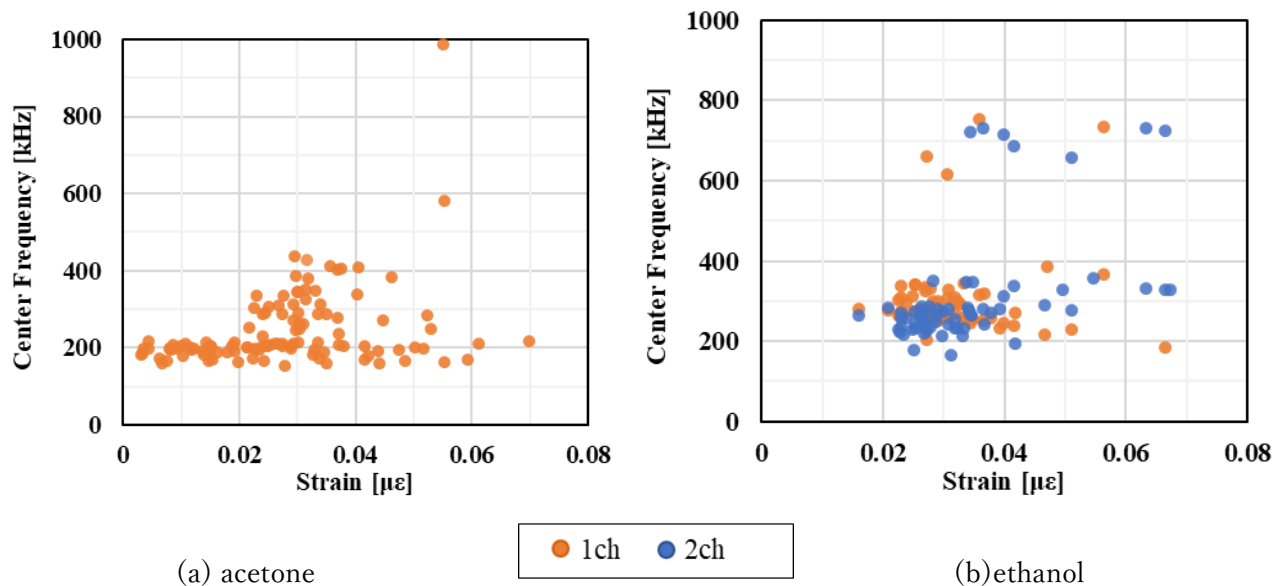 1000
800
600
400
200
0
Center Frequency [kHz]
0 0.02 0.04 0.06 0.08
Strain [με]
1000
800
600
400
200
0
Center Frequency [kHz]
0 0.02 0.04 0.06 0.08
Strain [με]
1ch 2ch
(a) acetone
(b)ethanol